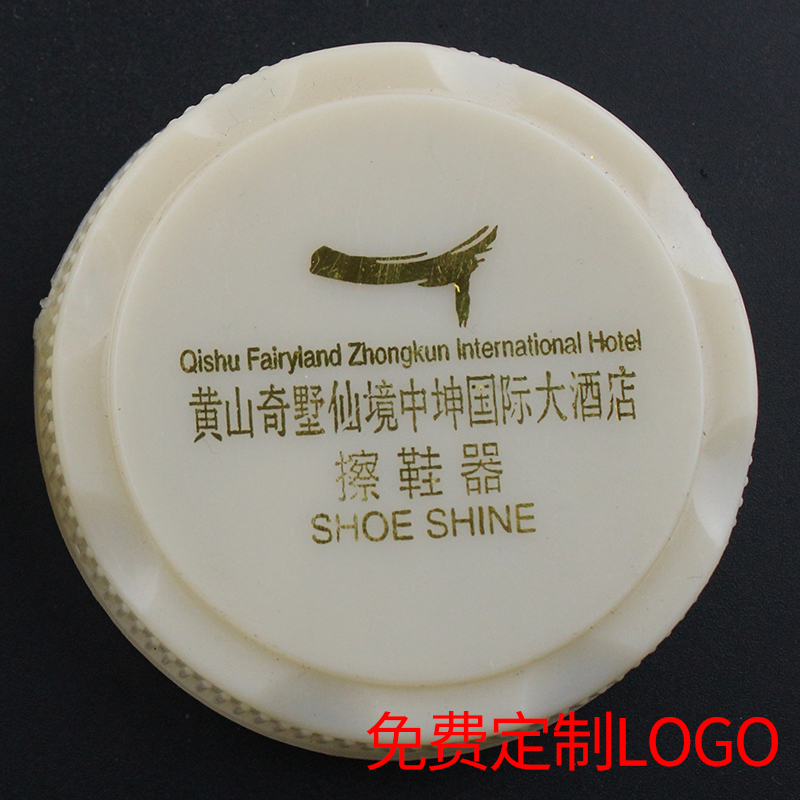 Qishu Fairyland Zhongkun International Hotel
黄山奇墅仙境中坤国际大酒店
擦鞋器
SHOE SHINE
免费定制LOGO